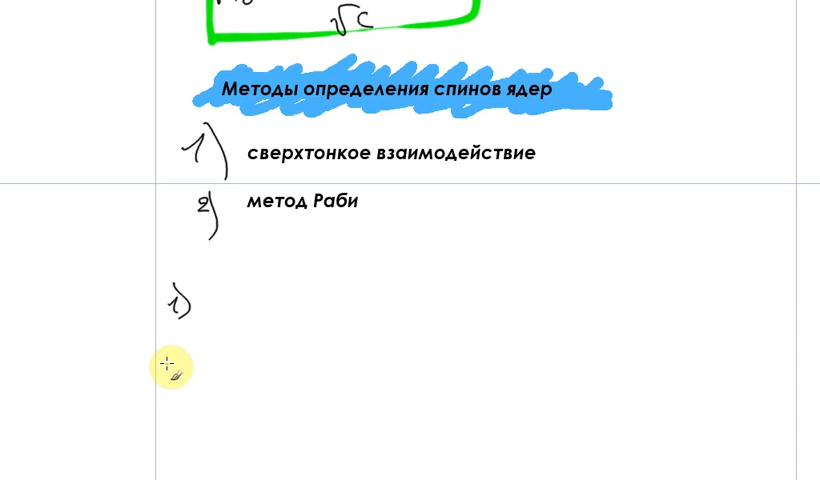 √c
Методы определения спинов ядер
1) сверхтонкое взаимодействие
2) метод Раби
1)